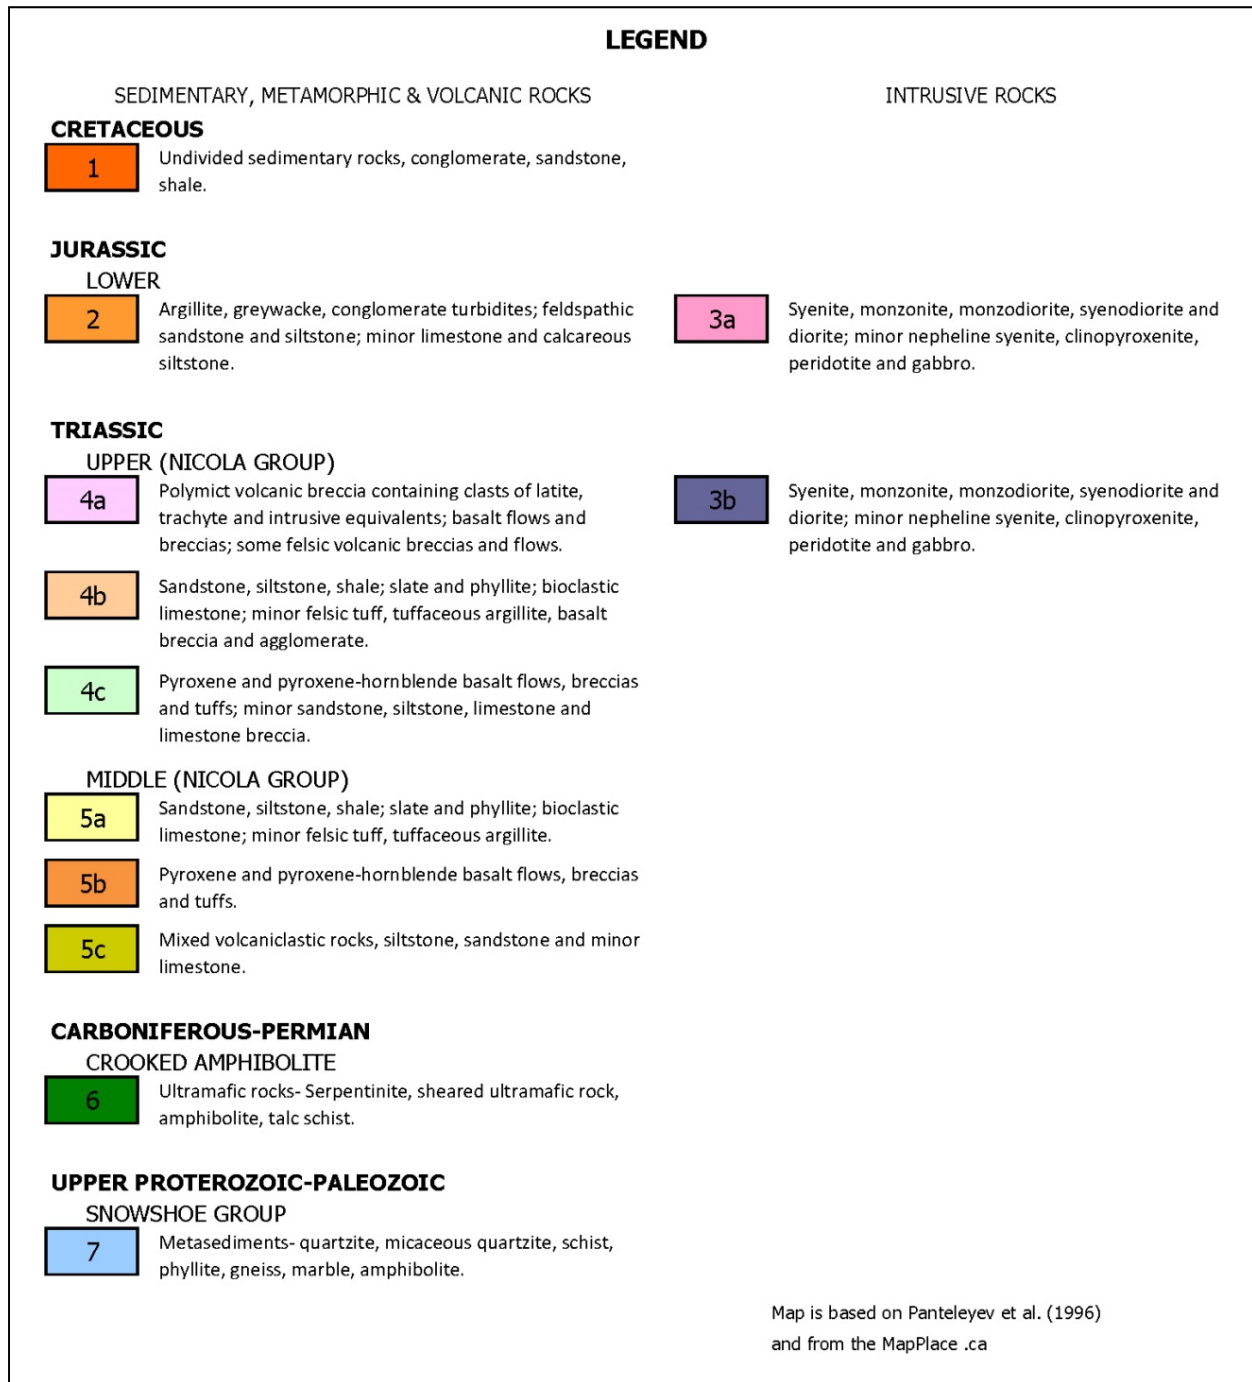 LEGEND
SEDIMENTARY, METAMORPHIC & VOLCANIC ROCKS
INTRUSIVE ROCKS
CRETACEOUS
1
Undivided sedimentary rocks, conglomerate, sandstone,
shale.
JURASSIC
LOWER
2
Argillite, greywacke, conglomerate turbidites; feldspathic
sandstone and siltstone; minor limestone and calcareous
siltstone.
3a
Syenite, monzonite, monzodiorite, syenodiorite and
diorite; minor nepheline syenite, clinopyroxenite,
peridotite and gabbro.
TRIASSIC
UPPER (NICOLA GROUP)
4a
Polymict volcanic breccia containing clasts of latite,
trachyte and intrusive equivalents; basalt flows and
breccias; some felsic volcanic breccias and flows.
3b
Syenite, monzonite, monzodiorite, syenodiorite and
diorite; minor nepheline syenite, clinopyroxenite,
peridotite and gabbro.
4b
Sandstone, siltstone, shale; slate and phyllite; bioclastic
limestone; minor felsic tuff, tuffaceous argillite, basalt
breccia and agglomerate.
4c
Pyroxene and pyroxene-hornblende basalt flows, breccias
and tuffs; minor sandstone, siltstone, limestone and
limestone breccia.
MIDDLE (NICOLA GROUP)
5a
Sandstone, siltstone, shale; slate and phyllite; bioclastic
limestone; minor felsic tuff, tuffaceous argillite.
5b
Pyroxene and pyroxene-hornblende basalt flows, breccias
and tuffs.
5c
Mixed volcaniclastic rocks, siltstone, sandstone and minor
limestone.
CARBONIFEROUS-PERMIAN
CROOKED AMPHIBOLITE
6
Ultramafic rocks- Serpentinite, sheared ultramafic rock,
amphibolite, talc schist.
UPPER PROTEROZOIC-PALEOZOIC
SNOWSHOE GROUP
7
Metasediments- quartzite, micaceous quartzite, schist,
phyllite, gneiss, marble, amphibolite.
Map is based on Panteleyev et al. (1996)
and from the MapPlace .ca